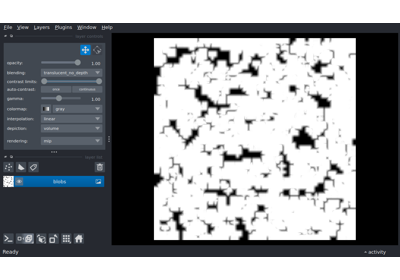 File View Layers Plugins Window Help
opacity: 1.00
blending: translucent_no_depth
contrast limits:
auto-contrast: once continuous
gamma: 1.00
colormap: gray
interpolation: linear
depiction: volume
rendering: mip
blobs
Ready activity